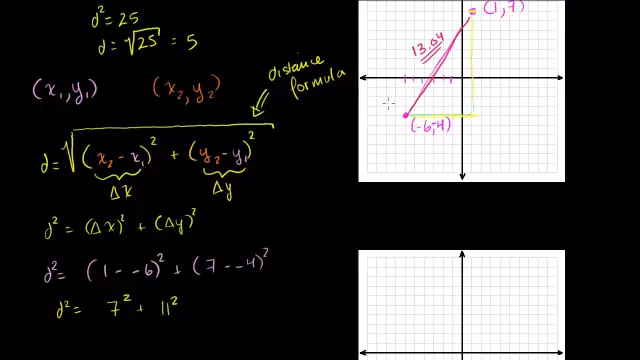 d² = 25
d = √25 = 5
(x₁, y₁) (x₂, y₂)
distance formula
d = √(x₂ - x₁)² + (y₂ - y₁)²
Δx Δy
d² = (Δx)² + (Δy)²
d² = (1 - -6)² + (7 - -4)²
d² = 7² + 11²
(1, 7)
13.04
(-6,-4)